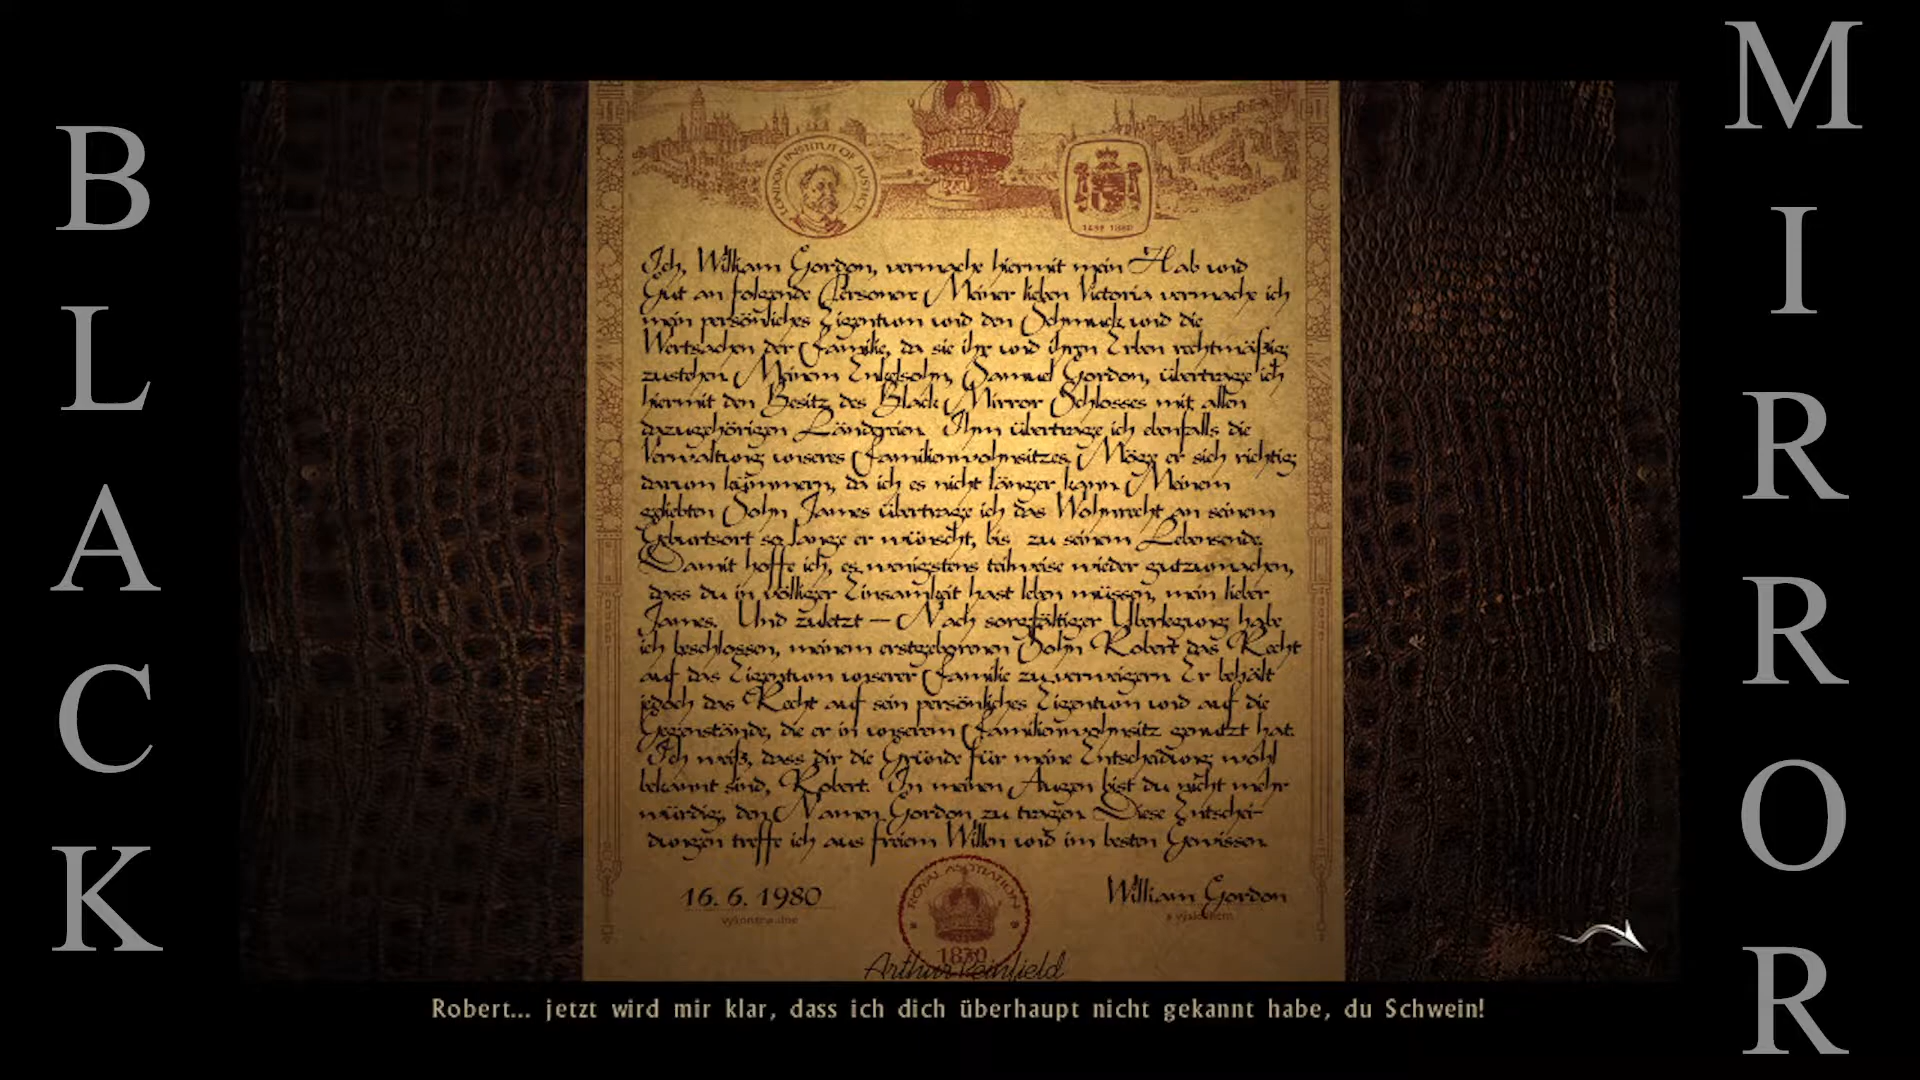 BLACK
MIRROR
LONDON INSTITUT OF JUSTICE
Ich, William Gordon, vermache hiermit mein Hab und
Gut an folgende Personen: Meiner lieben Victoria vermache ich
mein persönliches Eigentum und den Schmuck und die
Wertsachen der Familie, da sie ihr und ihren Erben rechtmäßig
zustehen. Meinem Enkelsohn, Samuel Gordon, übertrage ich
hiermit den Besitz des Black Mirror Schlosses mit allen
dazugehörigen Ländereien. Ihm übertrage ich ebenfalls die
Verwaltung unseres Familienwohnsitzes. Möge er sich richtig
darum kümmern, da ich es nicht länger kann. Meinem
geliebten Sohn James übertrage ich das Wohnrecht an seinem
Geburtsort so lange er wünscht, bis zu seinem Lebensende.
Damit hoffe ich, es wenigstens teilweise wieder gutzumachen,
dass du in völliger Einsamkeit hast leben müssen, mein lieber
James. Und zuletzt – Nach sorgfältiger Überlegung habe
ich beschlossen, meinem erstgeborenen Sohn Robert das Recht
auf das Eigentum unserer Familie zu verweigern. Er behält
jedoch das Recht auf sein persönliches Eigentum und auf die
Gegenstände, die er in unserem Familienwohnsitz genutzt hat.
Ich weiß, dass dir die Gründe für meine Entscheidung wohl
bekannt sind, Robert. In meinen Augen bist du nicht mehr
würdig, den Namen Gordon zu tragen. Diese Entschei-
dungen treffe ich aus freiem Willen und im besten Gewissen.
16. 6. 1980
William Gordon
ROYAL
1830
Arthur Reinfield
Robert... jetzt wird mir klar, dass ich dich überhaupt nicht gekannt habe, du Schwein!